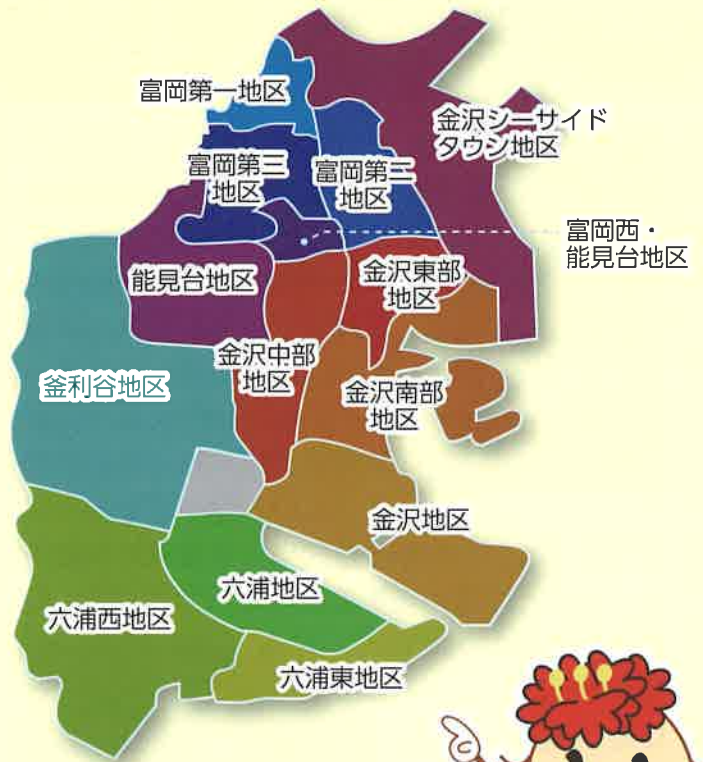 富岡第一地区
金沢シーサイド
タウン地区
富岡第三
地区
富岡第二
地区
富岡西・
能見台地区
能見台地区
金沢東部
地区
金沢中部
地区
釜利谷地区
金沢南部
地区
金沢地区
六浦地区
六浦西地区
六浦東地区